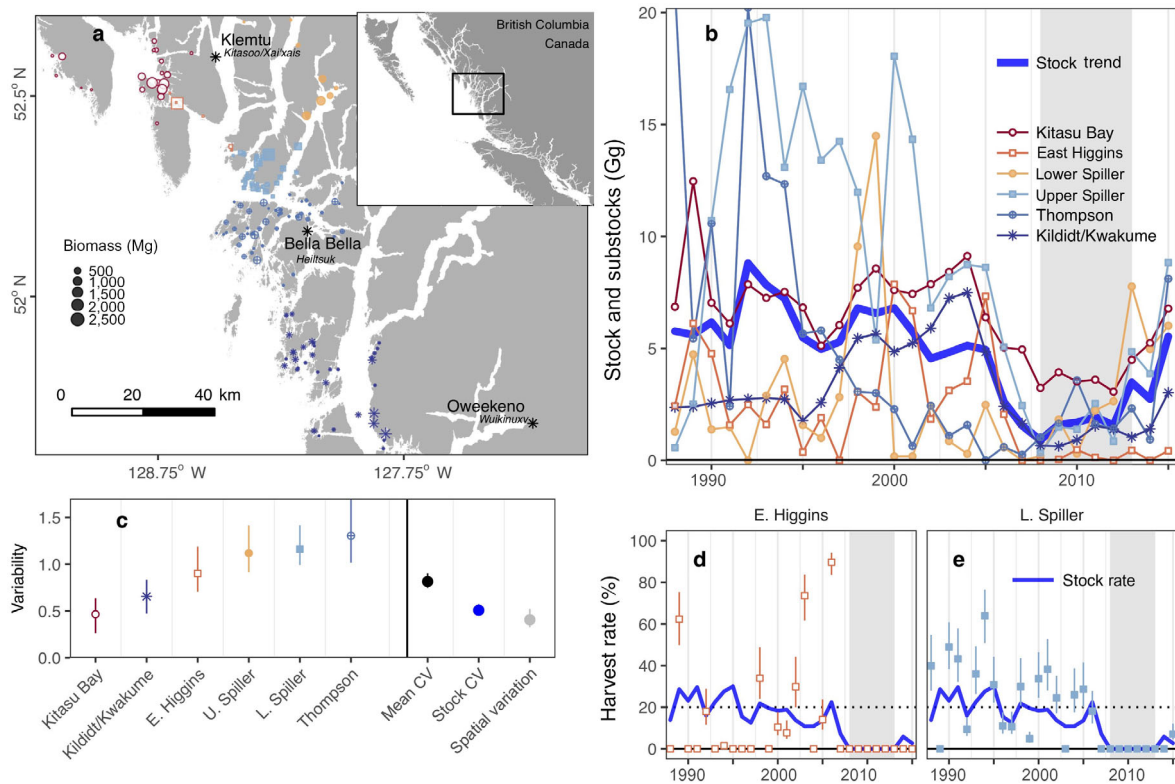 a
Klemtu
Kitasoo/Xai'xais
British Columbia
Canada
52.5° N
52° N
Biomass (Mg)
500
1,000
1,500
2,000
2,500
Bella Bella
Heiltsuk
0 20 40 km
Oweekeno
Wuikinuxv
128.75° W 127.75° W
b
Stock and substocks (Gg)
20
15
10
5
0
Stock trend
Kitasu Bay
East Higgins
Lower Spiller
Upper Spiller
Thompson
Kildidt/Kwakume
1990 2000 2010
c
Variability
1.5
1.0
0.5
0.0
Kitasu Bay
Kildidt/Kwakume
E. Higgins
U. Spiller
L. Spiller
Thompson
Mean CV
Stock CV
Spatial variation
E. Higgins
d
Harvest rate (%)
100
80
60
40
20
0
1990 2000 2010
L. Spiller
e
Stock rate
1990 2000 2010